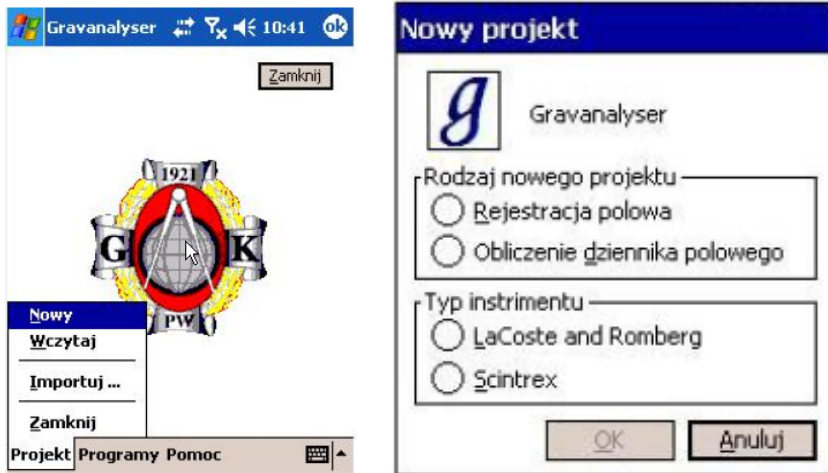 Gravanalyser 10:41 ok
Zamknij
1921
G K
PW
Nowy
Wczytaj
Importuj ...
Zamknij
Projekt Programy Pomoc
Nowy projekt
g
Gravanalyser
Rodzaj nowego projektu
Rejestracja polowa
Obliczenie dziennika polowego
Typ instrimentu
LaCoste and Romberg
Scintrex
OK Anuluj